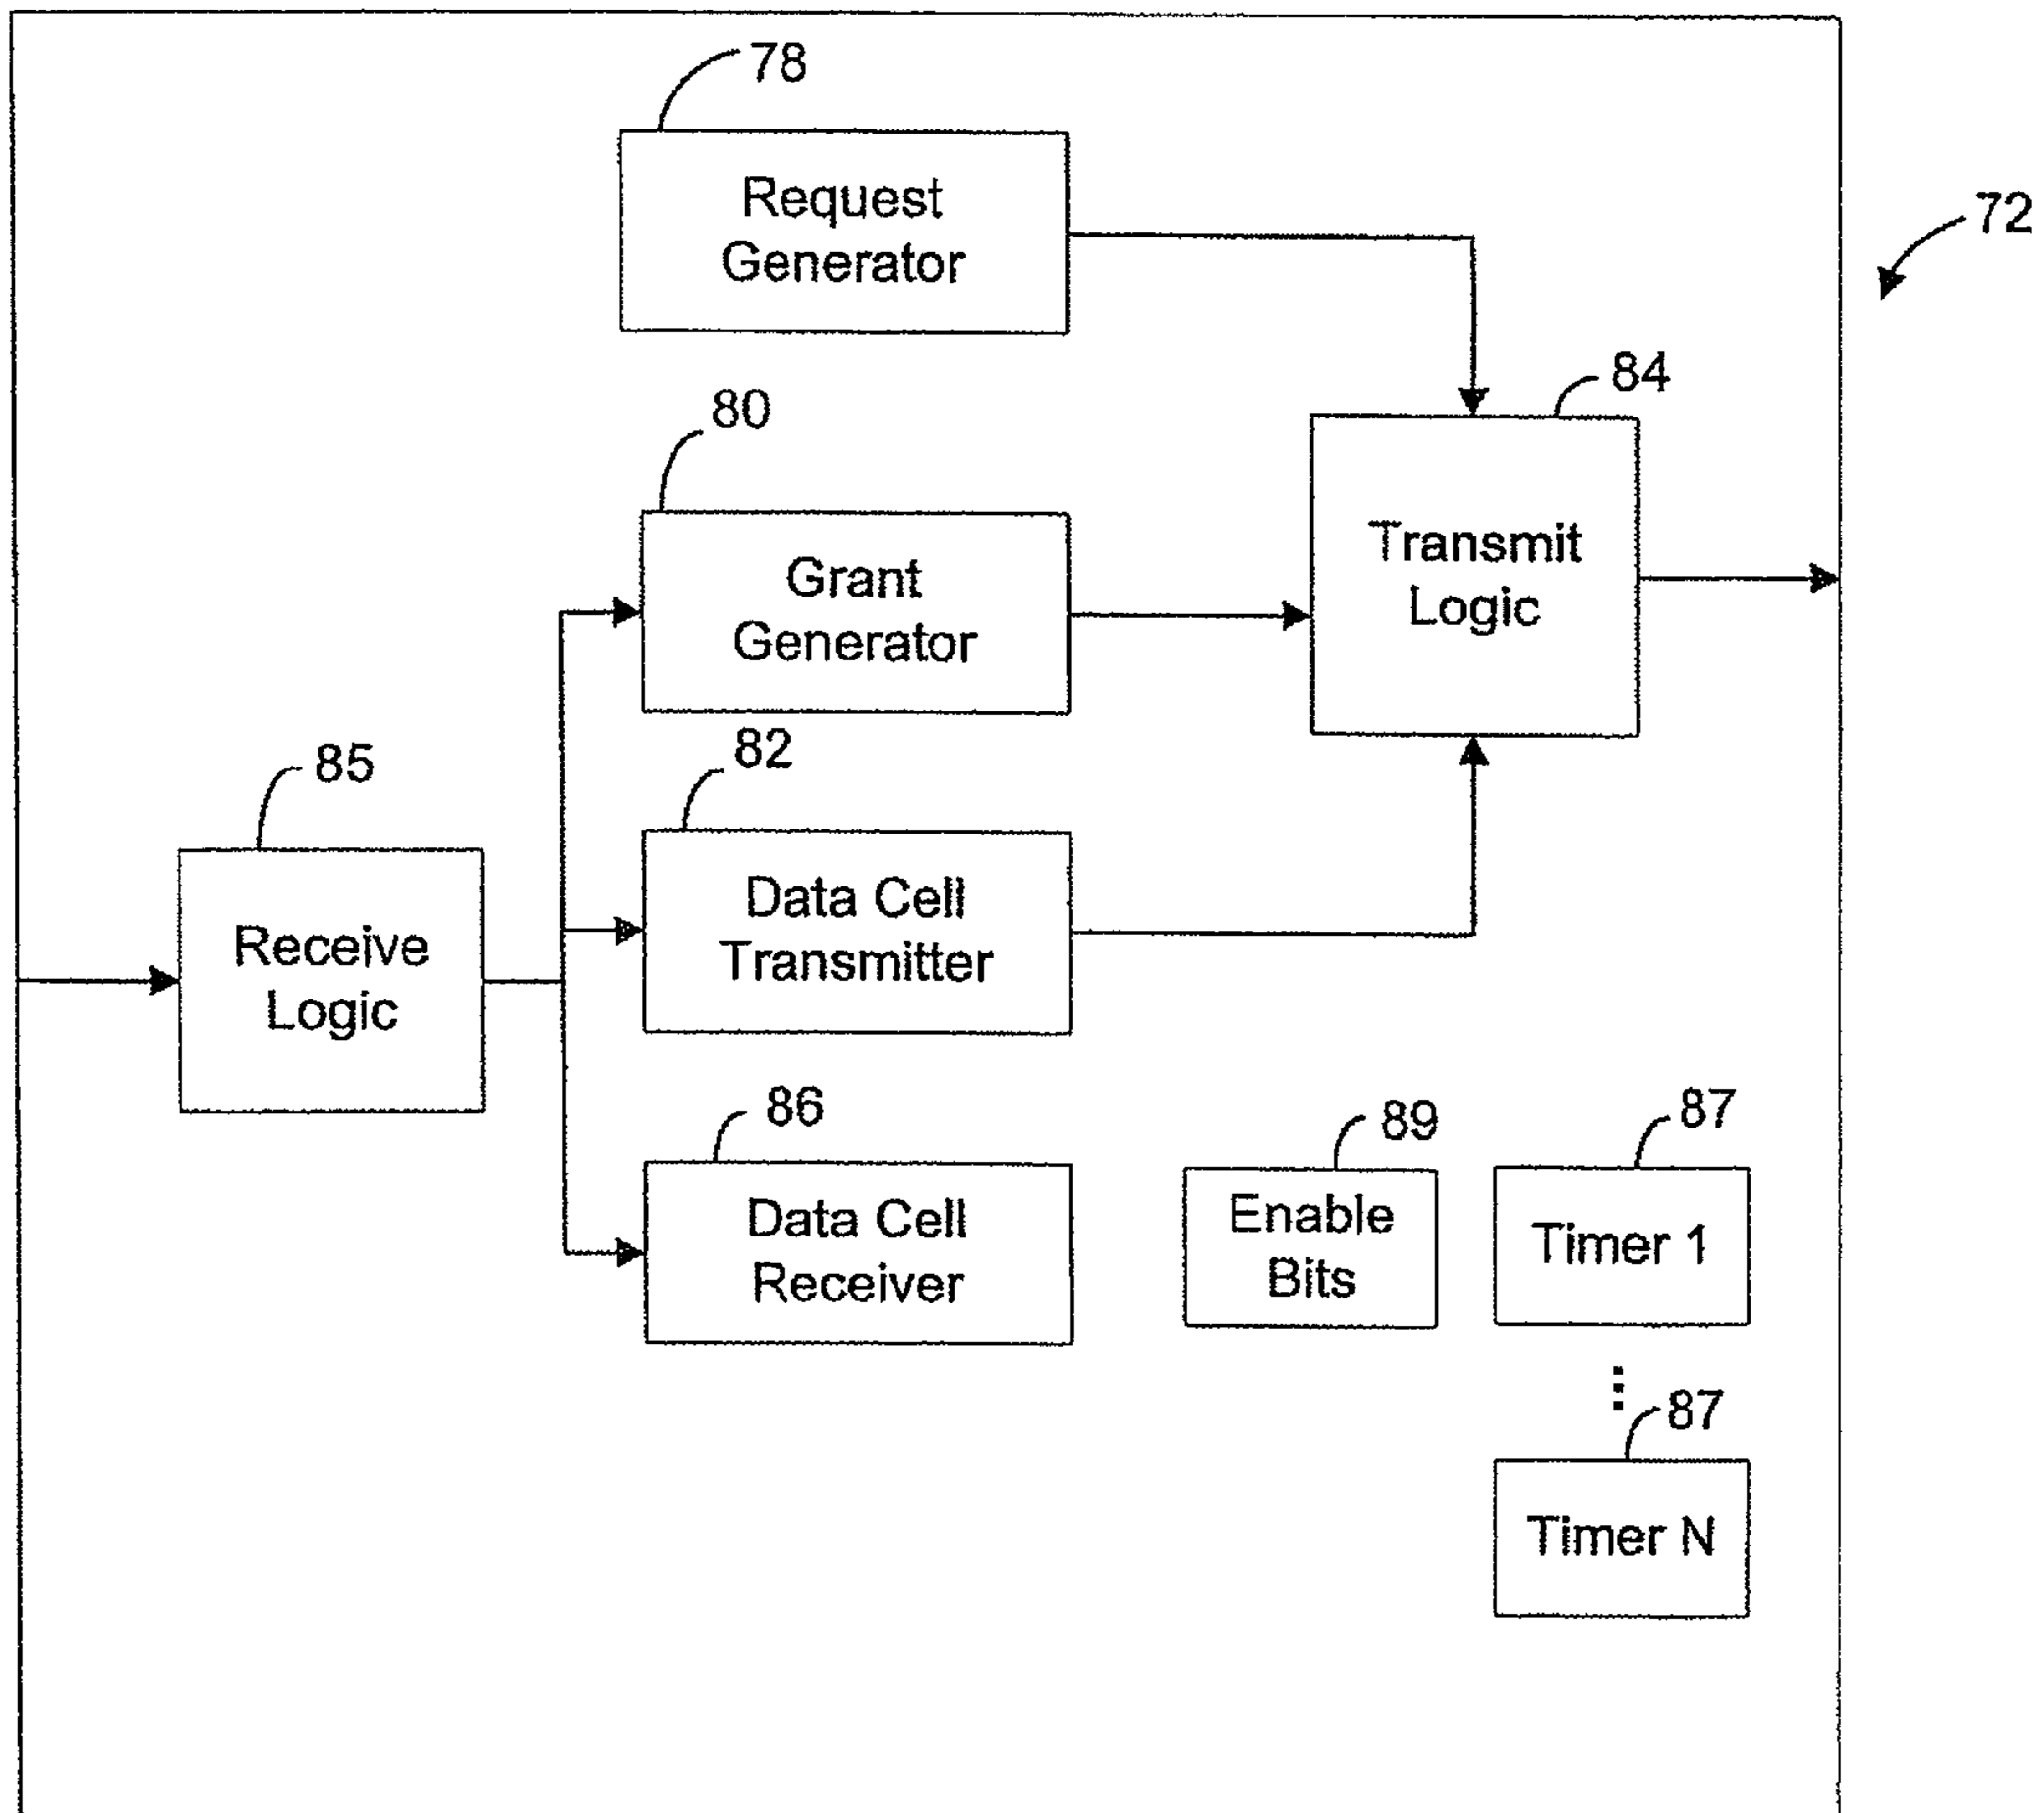 78
Request
Generator
72
84
80
Transmit
Logic
Grant
Generator
82
85
Data Cell
Transmitter
Receive
Logic
86
89
87
Data Cell
Receiver
Enable
Bits
Timer 1
⋮
87
Timer N